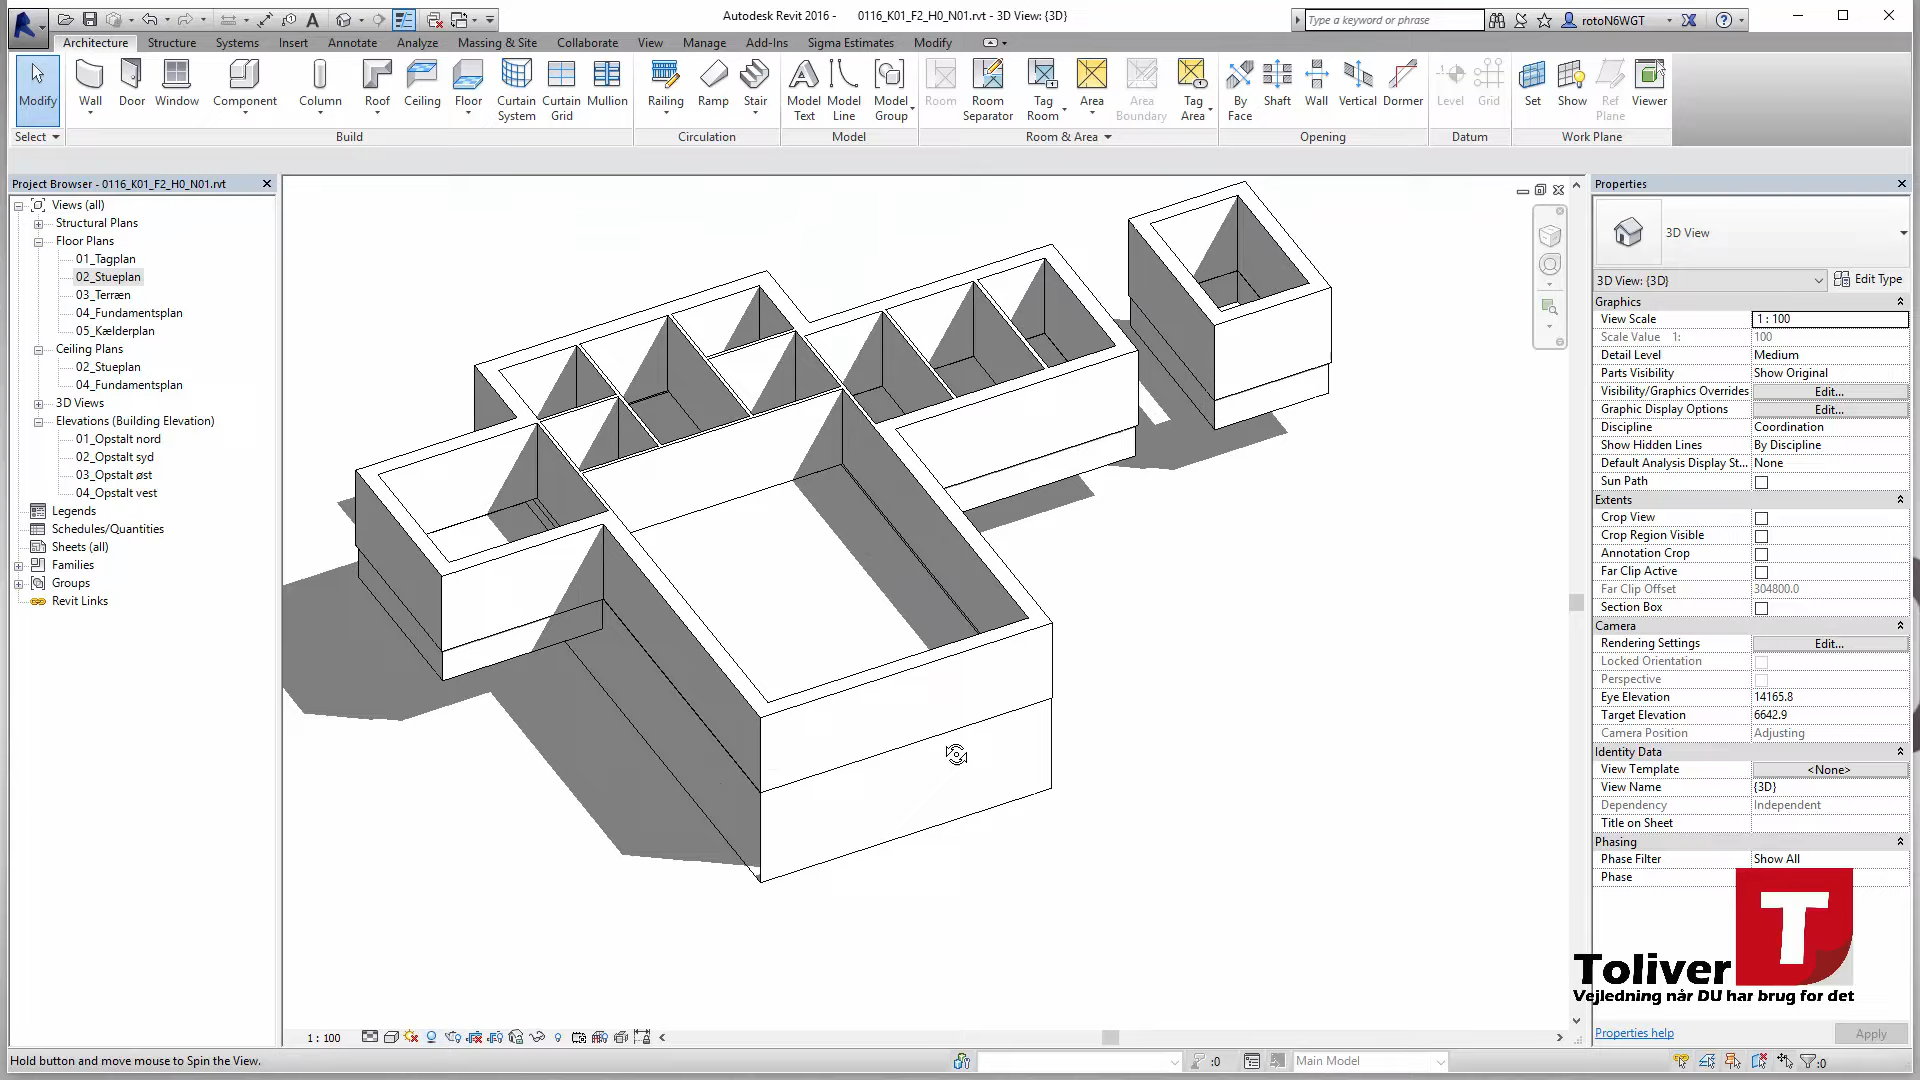 Autodesk Revit 2016 - 0116_K01_F2_H0_N01.rvt - 3D View: {3D}
Type a keyword or phrase
rotoN6WGT
Architecture Structure Systems Insert Annotate Analyze Massing & Site Collaborate View Manage Add-Ins Sigma Estimates Modify
Modify Wall Door Window Component Column Roof Ceiling Floor Curtain System Curtain Grid Mullion Railing Ramp Stair Model Text Model Line Model Group Room Room Separator Tag Room Area Area Boundary Tag Area By Face Shaft Wall Vertical Dormer Level Grid Set Show Ref Plane Viewer
Select Build Circulation Model Room & Area Opening Datum Work Plane
Project Browser - 0116_K01_F2_H0_N01.rvt
Views (all)
Structural Plans
Floor Plans
01_Tagplan
02_Stueplan
03_Terræn
04_Fundamentsplan
05_Kælderplan
Ceiling Plans
02_Stueplan
04_Fundamentsplan
3D Views
Elevations (Building Elevation)
01_Opstalt nord
02_Opstalt syd
03_Opstalt øst
04_Opstalt vest
Legends
Schedules/Quantities
Sheets (all)
Families
Groups
Revit Links
Properties
3D View
3D View: {3D} Edit Type
Graphics
View Scale 1 : 100
Scale Value 1: 100
Detail Level Medium
Parts Visibility Show Original
Visibility/Graphics Overrides Edit...
Graphic Display Options Edit...
Discipline Coordination
Show Hidden Lines By Discipline
Default Analysis Display St... None
Sun Path
Extents
Crop View
Crop Region Visible
Annotation Crop
Far Clip Active
Far Clip Offset 304800.0
Section Box
Camera
Rendering Settings Edit...
Locked Orientation
Perspective
Eye Elevation 14165.8
Target Elevation 6642.9
Camera Position Adjusting
Identity Data
View Template <None>
View Name {3D}
Dependency Independent
Title on Sheet
Phasing
Phase Filter Show All
Phase
T
Toliver
Vejledning når DU har brug for det
Properties help Apply
1 : 100
Hold button and move mouse to Spin the View.
:0
Main Model
:0